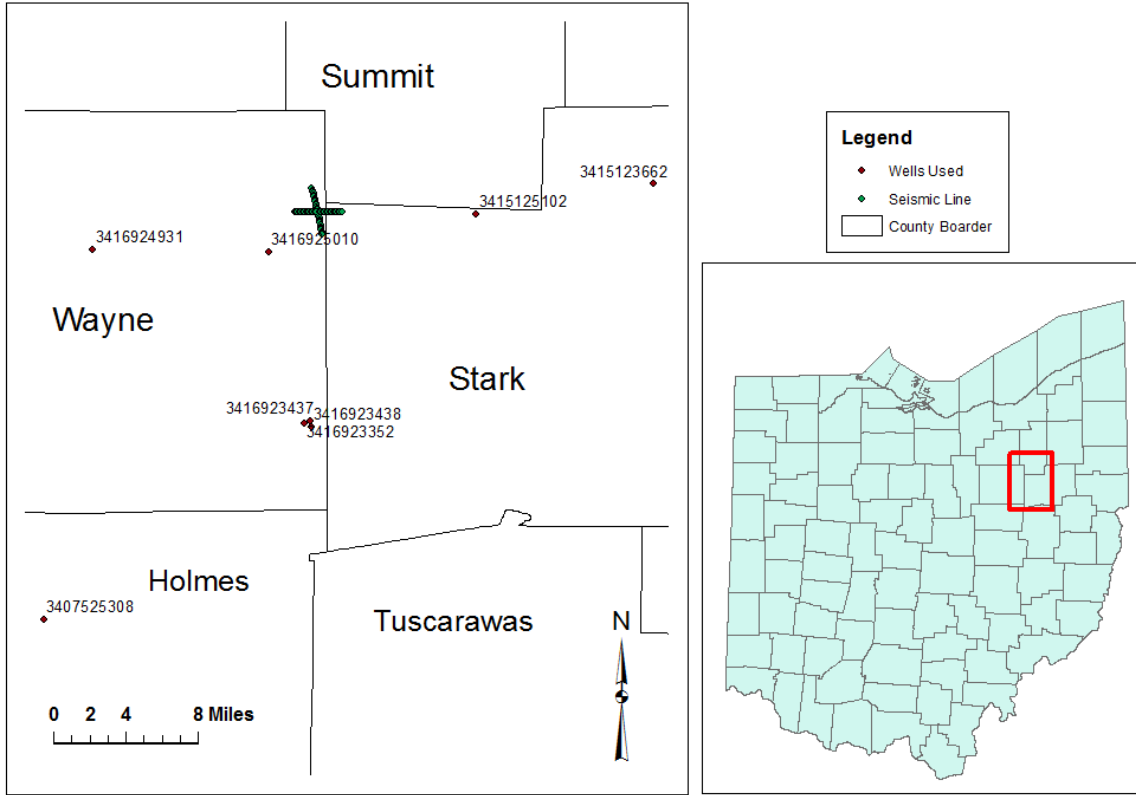 Summit
3415123662
3415125102
3416924931
3416925010
Wayne
Stark
3416923437
3416923438
3416923352
Holmes
3407525308
Tuscarawas
N
0 2 4 8 Miles
Legend
Wells Used
Seismic Line
County Boarder